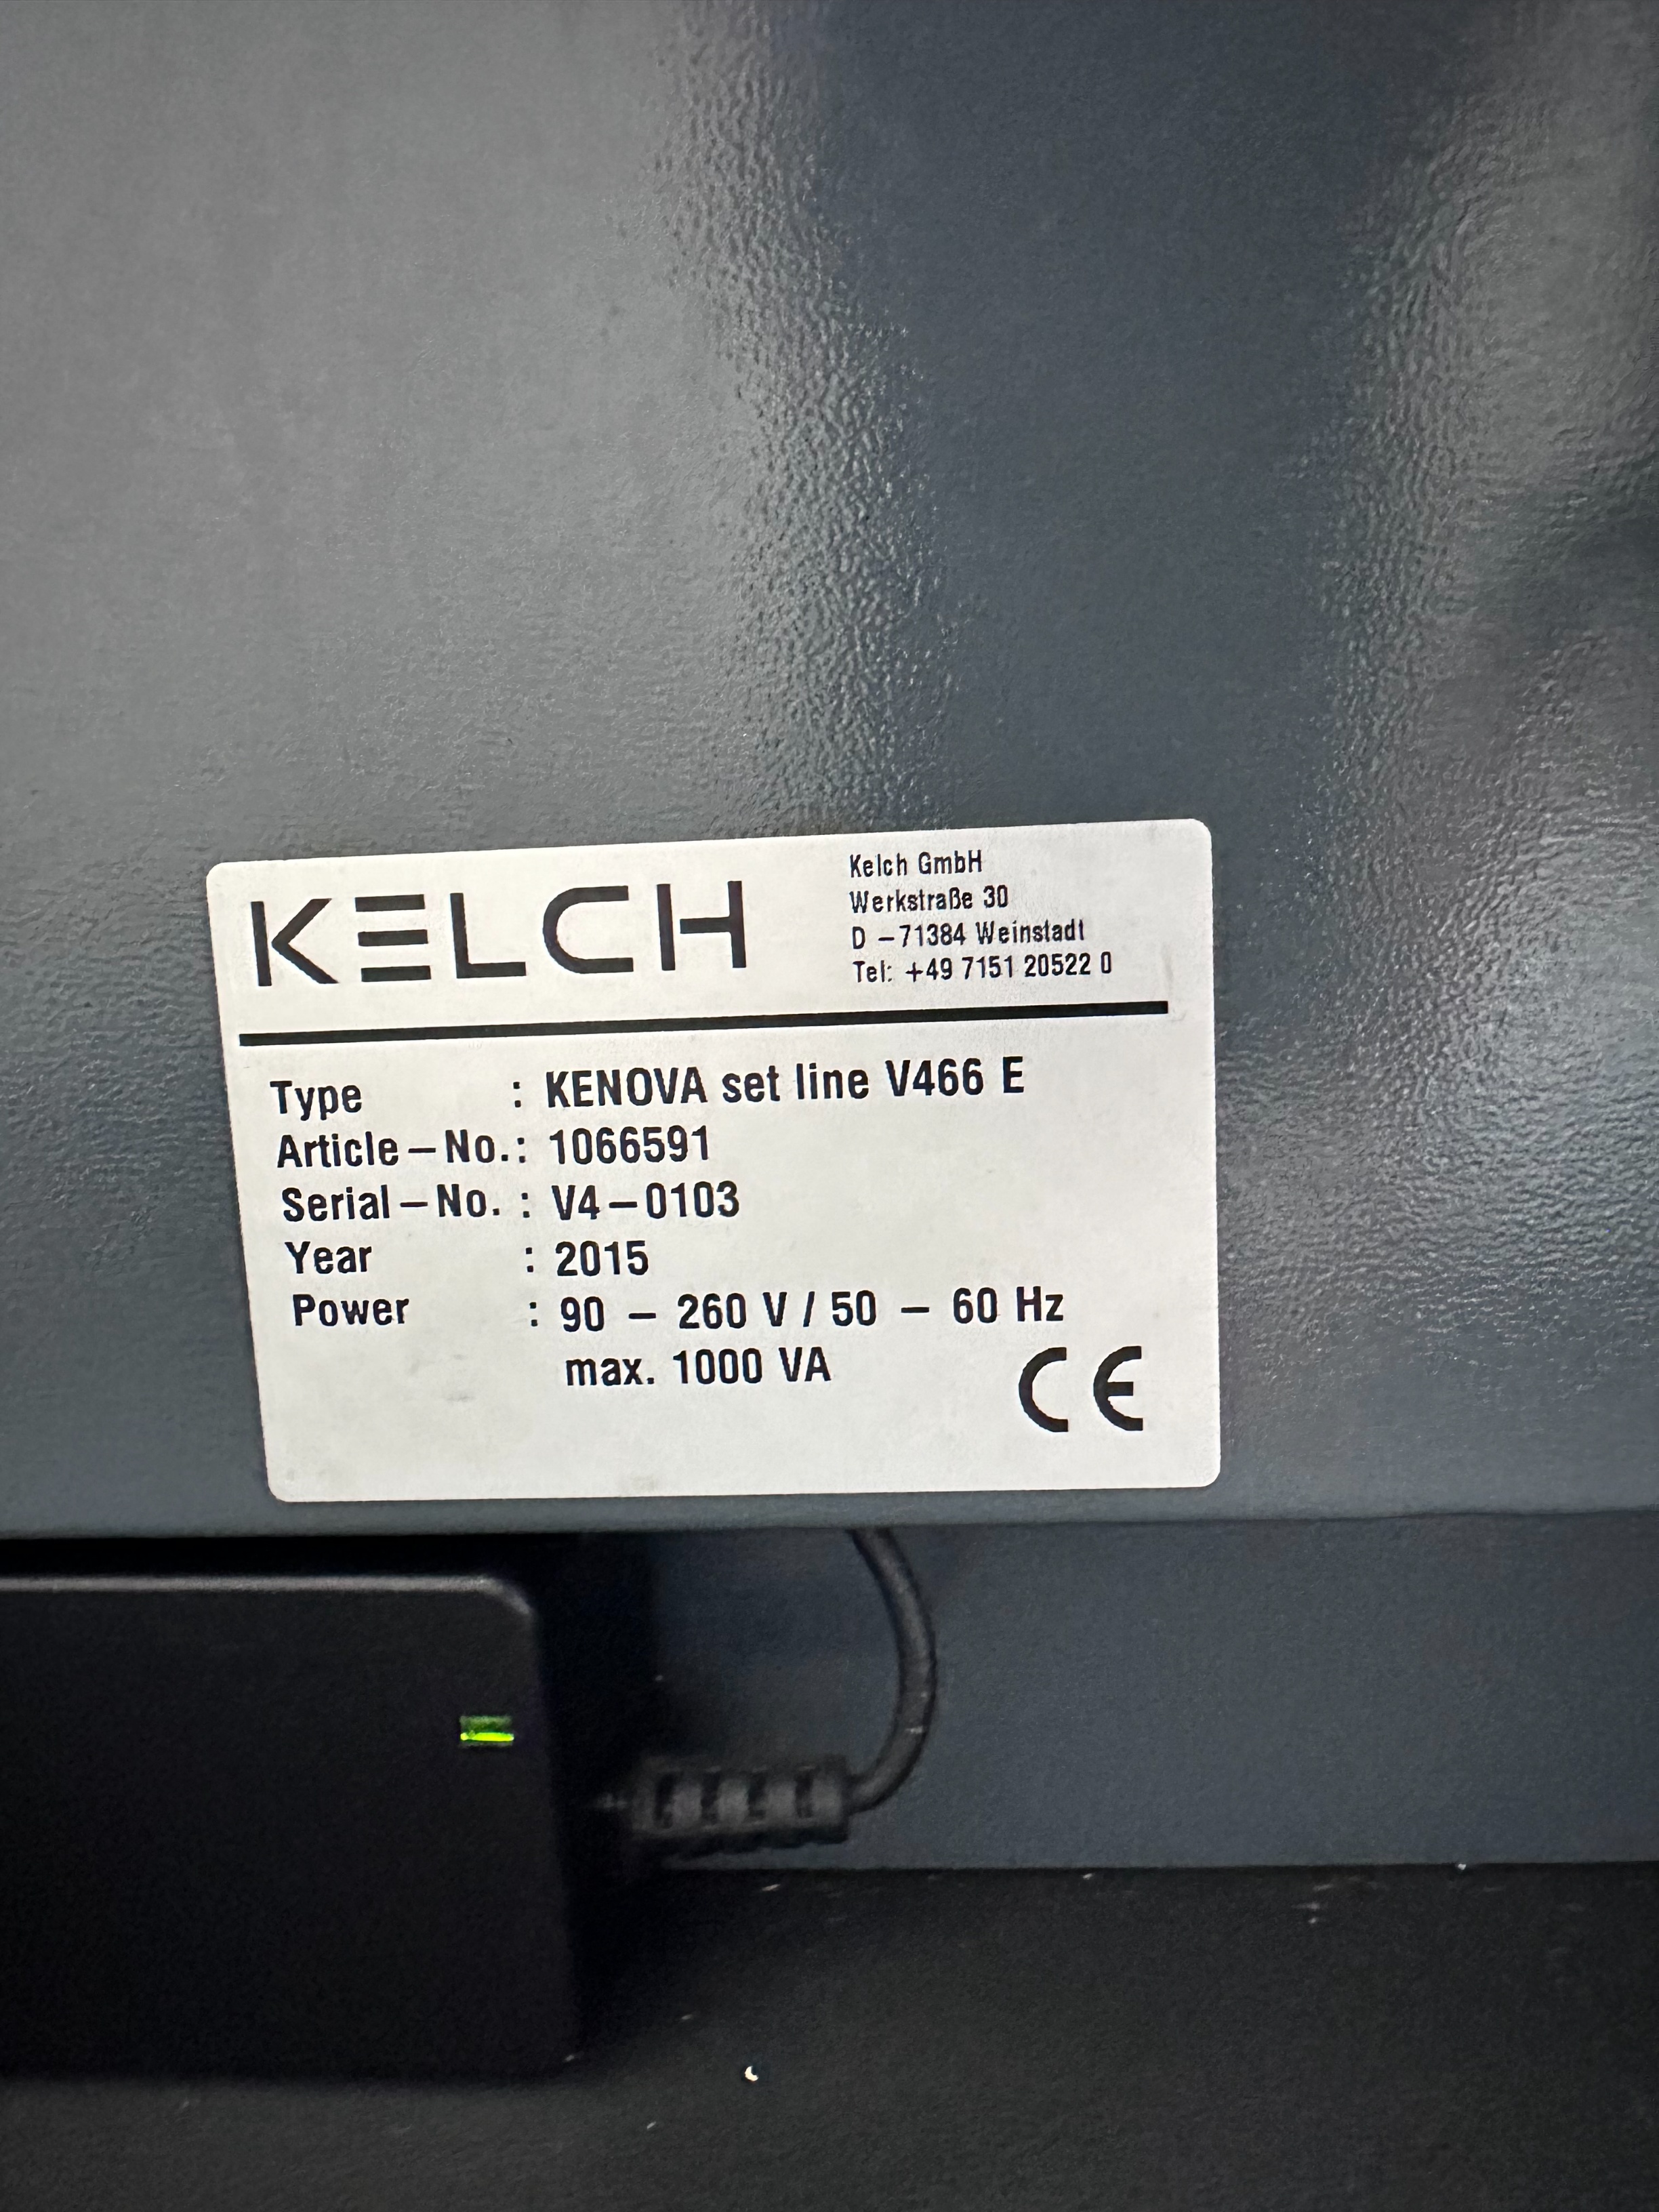 KELCH
Kelch GmbH
Werkstraße 30
D –71384 Weinstadt
Tel: +49 7151 20522 0
Type : KENOVA set line V466 E
Article–No.: 1066591
Serial–No. : V4–0103
Year : 2015
Power : 90 – 260 V / 50 – 60 Hz
max. 1000 VA
CE